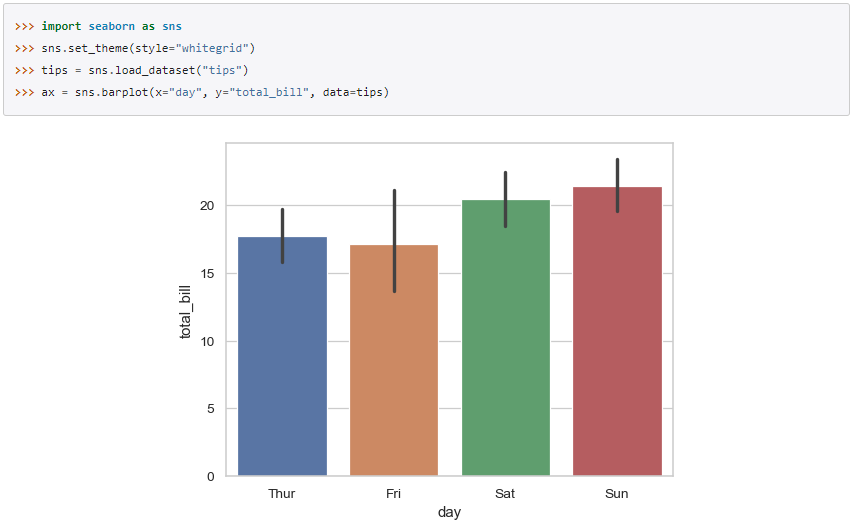 >>> import seaborn as sns
>>> sns.set_theme(style="whitegrid")
>>> tips = sns.load_dataset("tips")
>>> ax = sns.barplot(x="day", y="total_bill", data=tips)
20
15
10
5
0
total_bill
Thur Fri Sat Sun
day